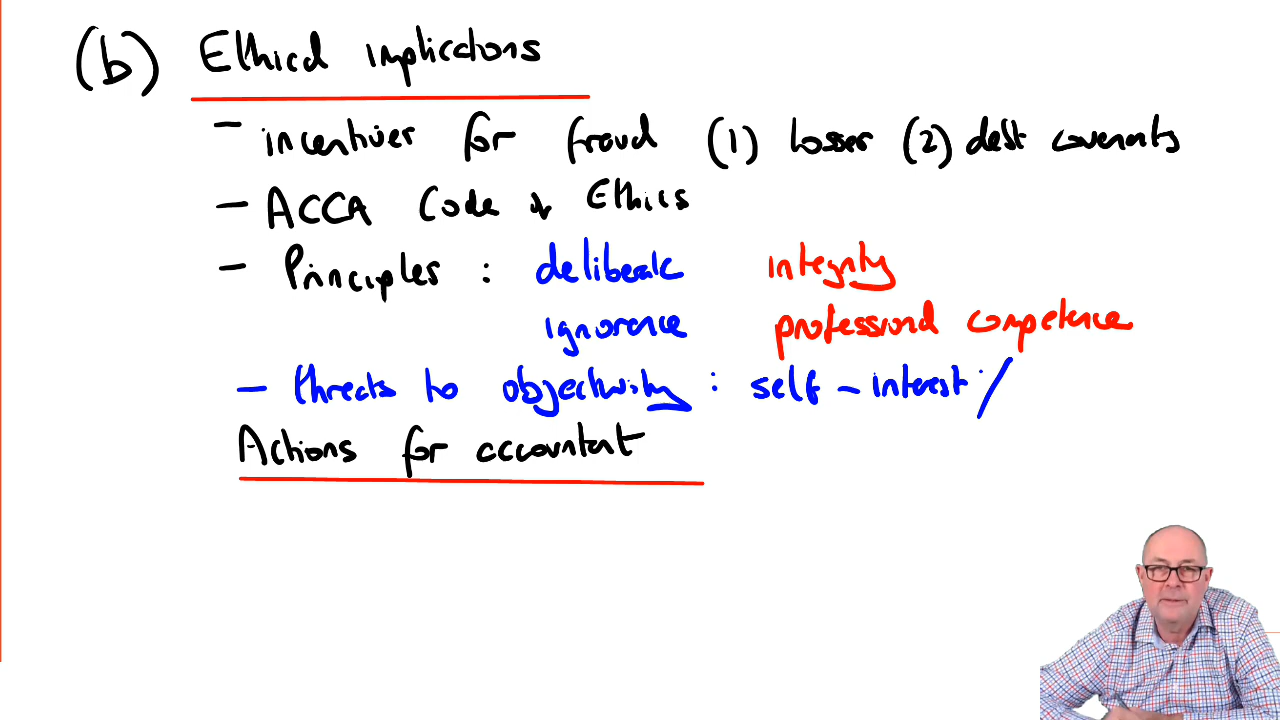 (b) Ethical implications
- incentives for fraud (1) losses (2) debt covenants
- ACCA Code of Ethics
- Principles : deliberate integrity
ignorance professional competence
- threats to objectivity : self-interest /
Actions for accountant